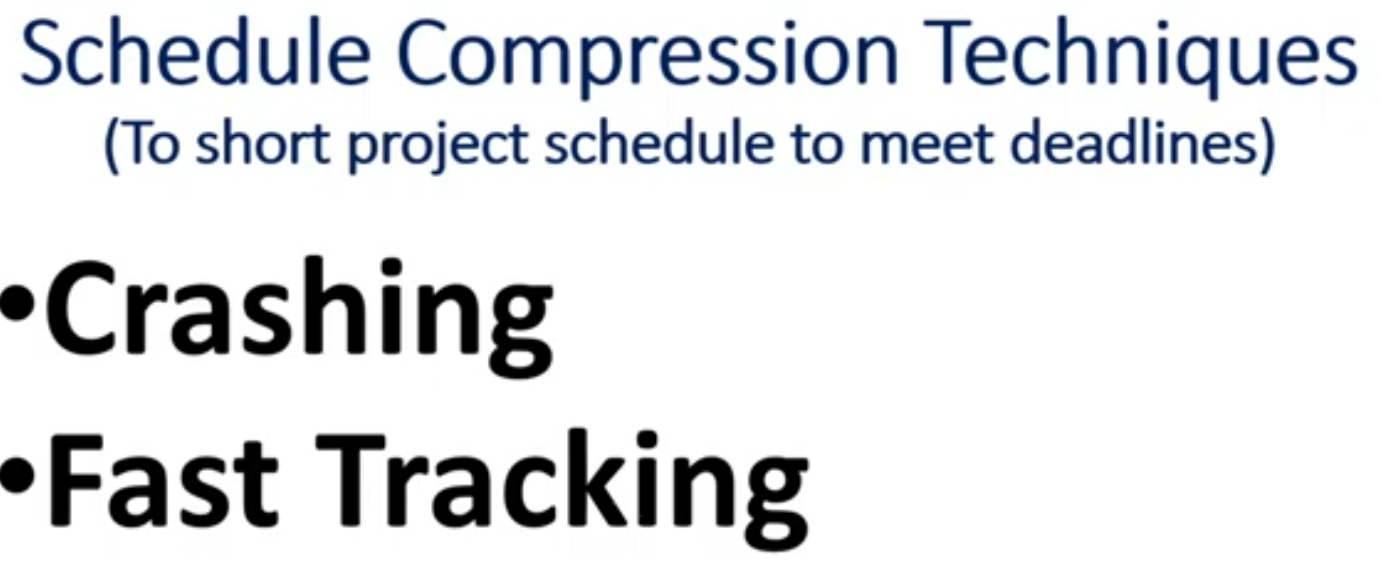 Schedule Compression Techniques
(To short project schedule to meet deadlines)
•Crashing
•Fast Tracking